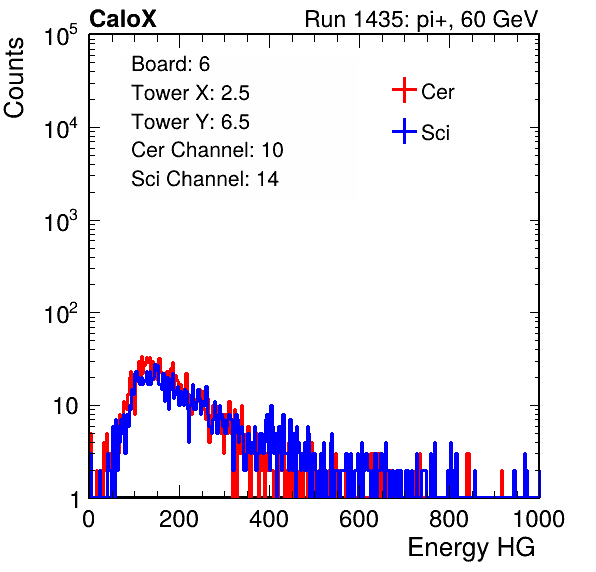 CaloX Run 1435: pi+, 60 GeV
Counts
10^5
10^4
10^3
10^2
10
1
Board: 6
Tower X: 2.5
Tower Y: 6.5
Cer Channel: 10
Sci Channel: 14
Cer
Sci
0 200 400 600 800 1000
Energy HG